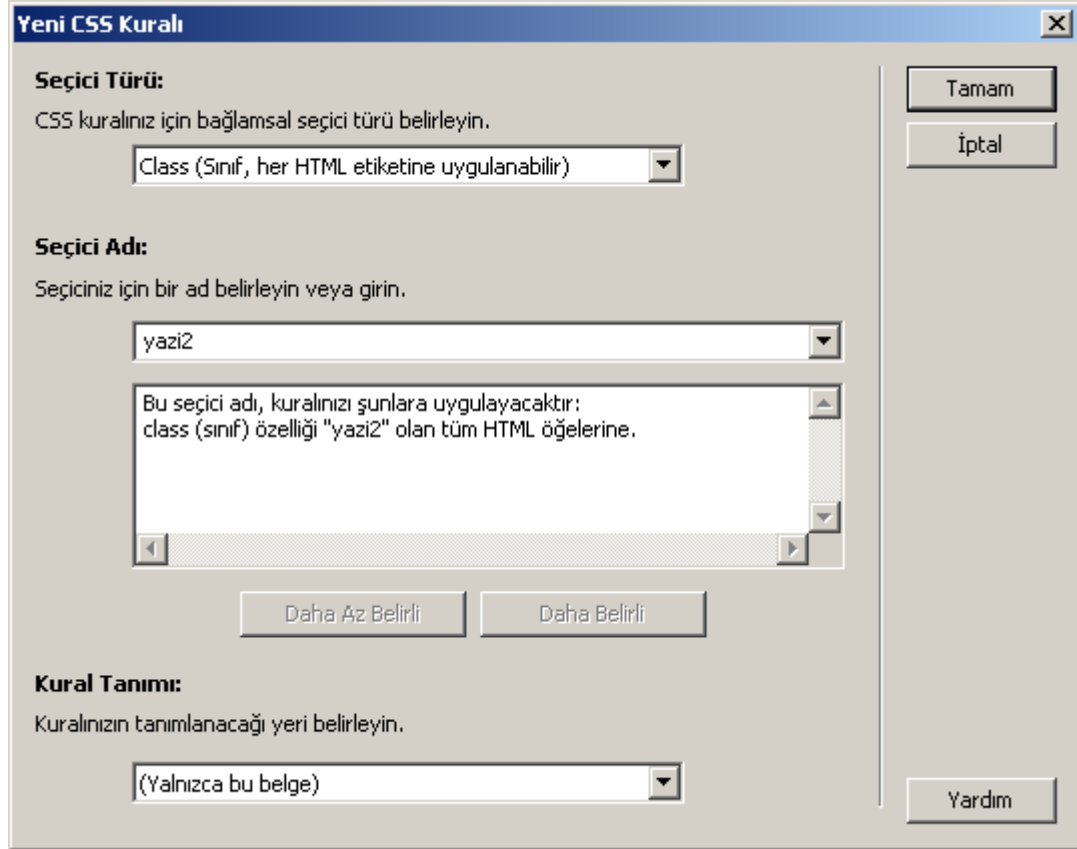 Yeni CSS Kuralı
Seçici Türü:
CSS kuralınız için bağlamsal seçici türü belirleyin.
Class (Sınıf, her HTML etiketine uygulanabilir)
Seçici Adı:
Seçiciniz için bir ad belirleyin veya girin.
yazi2
Bu seçici adı, kuralınızı şunlara uygulayacaktır:
class (sınıf) özelliği "yazi2" olan tüm HTML öğelerine.
Daha Az Belirli
Daha Belirli
Kural Tanımı:
Kuralınızın tanımlanacağı yeri belirleyin.
(Yalnızca bu belge)
Tamam
İptal
Yardım